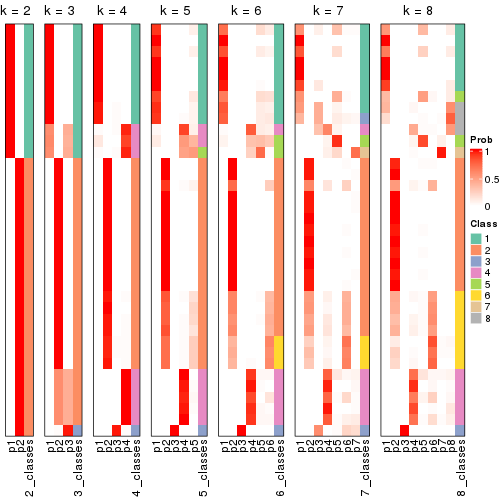 k = 2 k = 3 k = 4 k = 5 k = 6 k = 7 k = 8
Prob
1
0.5
0
Class
1
2
3
4
5
6
7
8
p1 p2 2_classes
p1 p2 p3 3_classes
p1 p2 p3 p4 4_classes
p1 p2 p3 p4 p5 5_classes
p1 p2 p3 p4 p5 p6 6_classes
p1 p2 p3 p4 p5 p6 p7 7_classes
p1 p2 p3 p4 p5 p6 p7 p8 8_classes